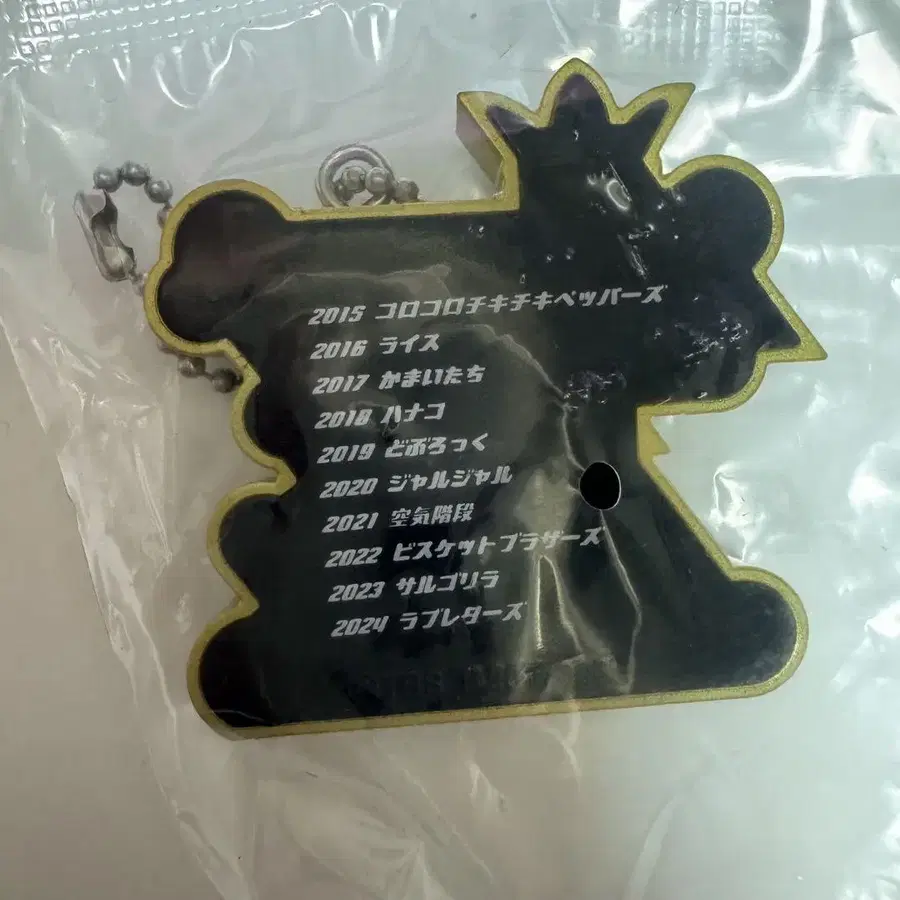 2015 コロコロチキチキペッパーズ
2016 ライス
2017 かまいたち
2018 ハナコ
2019 どぶろっく
2020 ジャルジャル
2021 空気階段
2022 ビスケットブラザーズ
2023 サルゴリラ
2024 ラブレターズ